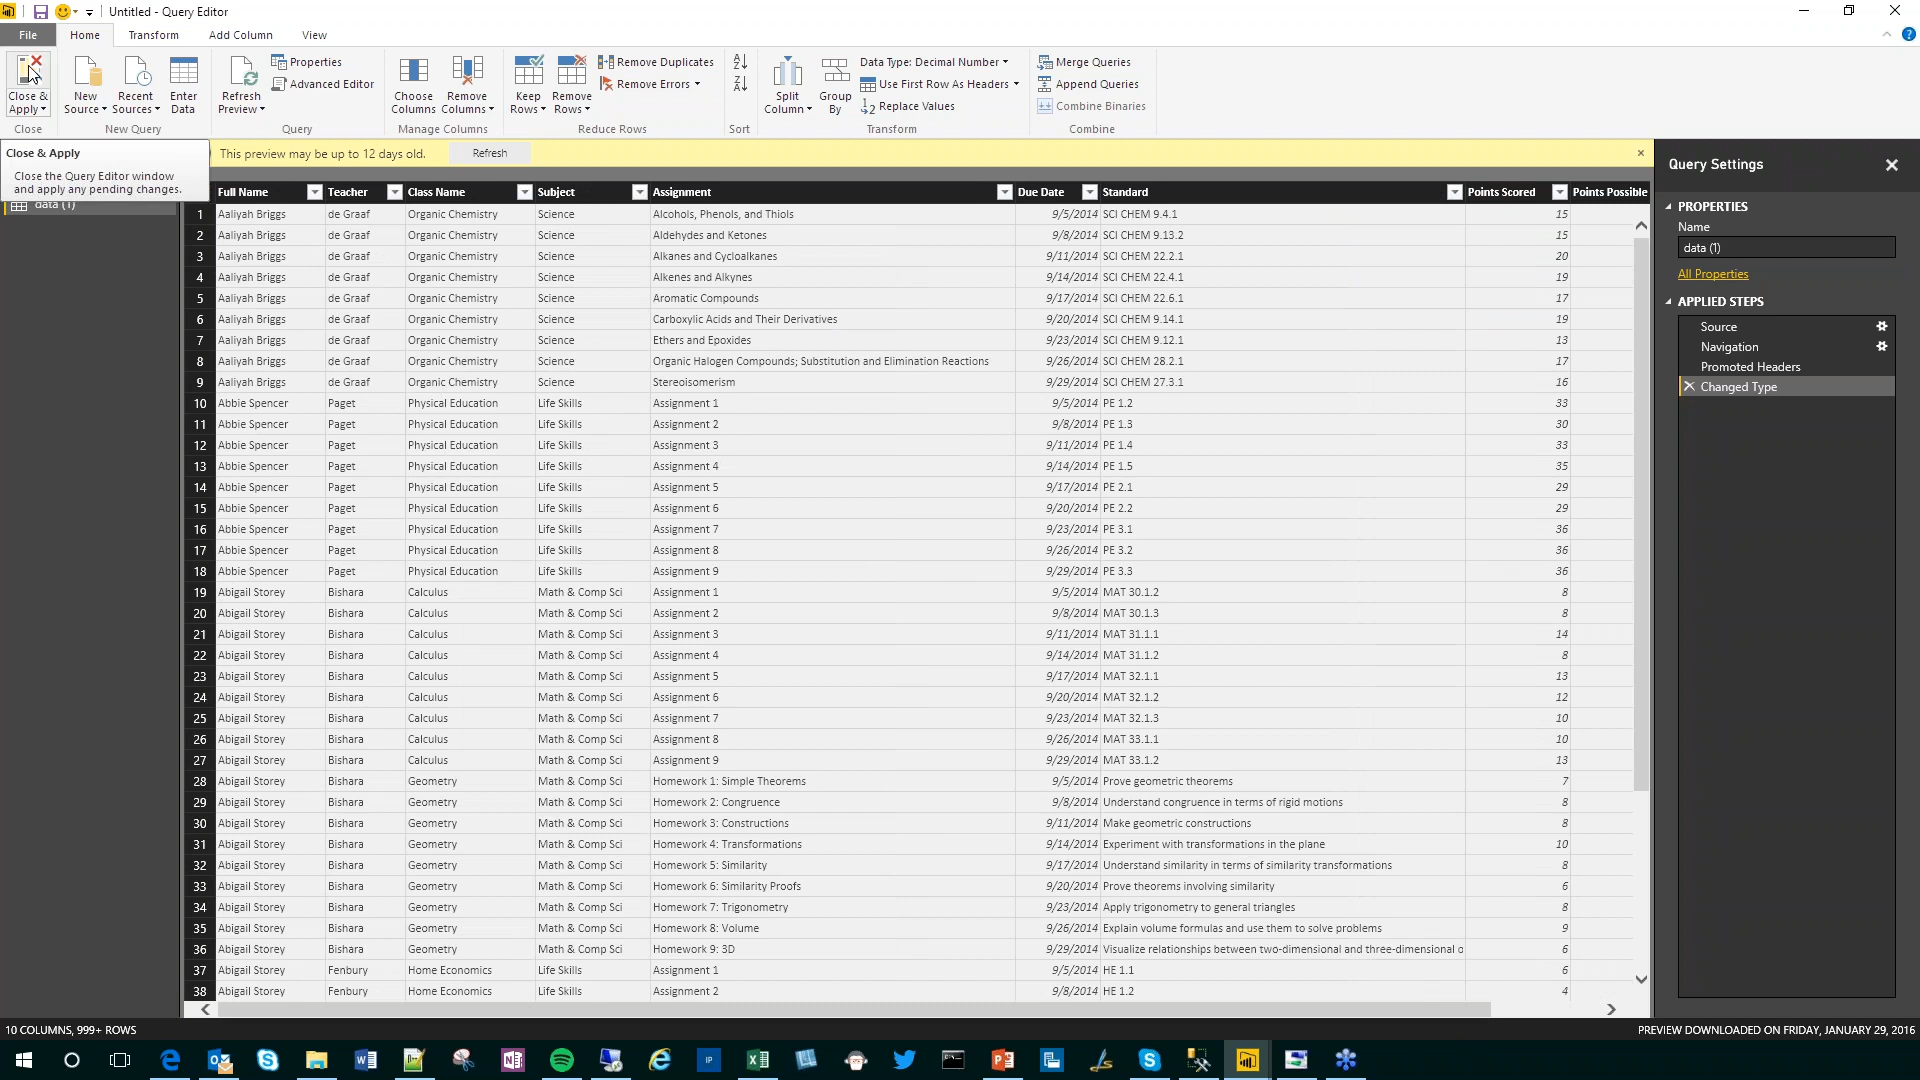 Untitled - Query Editor
File Home Transform Add Column View
Close & Apply New Source Recent Sources Enter Data Refresh Preview Properties Advanced Editor Choose Columns Remove Columns Keep Rows Remove Rows Remove Duplicates Remove Errors Split Column Group By Data Type: Decimal Number Use First Row As Headers Replace Values Merge Queries Append Queries Combine Binaries
Close New Query Query Manage Columns Reduce Rows Sort Transform Combine
Close & Apply
Close the Query Editor window
and apply any pending changes.
data (1)
This preview may be up to 12 days old. Refresh
Full Name Teacher Class Name Subject Assignment Due Date Standard Points Scored Points Possible
1 Aaliyah Briggs de Graaf Organic Chemistry Science Alcohols, Phenols, and Thiols 9/5/2014 SCI CHEM 9.4.1 15
2 Aaliyah Briggs de Graaf Organic Chemistry Science Aldehydes and Ketones 9/8/2014 SCI CHEM 9.13.2 15
3 Aaliyah Briggs de Graaf Organic Chemistry Science Alkanes and Cycloalkanes 9/11/2014 SCI CHEM 22.2.1 20
4 Aaliyah Briggs de Graaf Organic Chemistry Science Alkenes and Alkynes 9/14/2014 SCI CHEM 22.4.1 19
5 Aaliyah Briggs de Graaf Organic Chemistry Science Aromatic Compounds 9/17/2014 SCI CHEM 22.6.1 17
6 Aaliyah Briggs de Graaf Organic Chemistry Science Carboxylic Acids and Their Derivatives 9/20/2014 SCI CHEM 9.14.1 19
7 Aaliyah Briggs de Graaf Organic Chemistry Science Ethers and Epoxides 9/23/2014 SCI CHEM 9.12.1 13
8 Aaliyah Briggs de Graaf Organic Chemistry Science Organic Halogen Compounds; Substitution and Elimination Reactions 9/26/2014 SCI CHEM 28.2.1 17
9 Aaliyah Briggs de Graaf Organic Chemistry Science Stereoisomerism 9/29/2014 SCI CHEM 27.3.1 16
10 Abbie Spencer Paget Physical Education Life Skills Assignment 1 9/5/2014 PE 1.2 33
11 Abbie Spencer Paget Physical Education Life Skills Assignment 2 9/8/2014 PE 1.3 30
12 Abbie Spencer Paget Physical Education Life Skills Assignment 3 9/11/2014 PE 1.4 33
13 Abbie Spencer Paget Physical Education Life Skills Assignment 4 9/14/2014 PE 1.5 35
14 Abbie Spencer Paget Physical Education Life Skills Assignment 5 9/17/2014 PE 2.1 29
15 Abbie Spencer Paget Physical Education Life Skills Assignment 6 9/20/2014 PE 2.2 29
16 Abbie Spencer Paget Physical Education Life Skills Assignment 7 9/23/2014 PE 3.1 36
17 Abbie Spencer Paget Physical Education Life Skills Assignment 8 9/26/2014 PE 3.2 36
18 Abbie Spencer Paget Physical Education Life Skills Assignment 9 9/29/2014 PE 3.3 36
19 Abigail Storey Bishara Calculus Math & Comp Sci Assignment 1 9/5/2014 MAT 30.1.2 8
20 Abigail Storey Bishara Calculus Math & Comp Sci Assignment 2 9/8/2014 MAT 30.1.3 8
21 Abigail Storey Bishara Calculus Math & Comp Sci Assignment 3 9/11/2014 MAT 31.1.1 14
22 Abigail Storey Bishara Calculus Math & Comp Sci Assignment 4 9/14/2014 MAT 31.1.2 8
23 Abigail Storey Bishara Calculus Math & Comp Sci Assignment 5 9/17/2014 MAT 32.1.1 13
24 Abigail Storey Bishara Calculus Math & Comp Sci Assignment 6 9/20/2014 MAT 32.1.2 12
25 Abigail Storey Bishara Calculus Math & Comp Sci Assignment 7 9/23/2014 MAT 32.1.3 10
26 Abigail Storey Bishara Calculus Math & Comp Sci Assignment 8 9/26/2014 MAT 33.1.1 10
27 Abigail Storey Bishara Calculus Math & Comp Sci Assignment 9 9/29/2014 MAT 33.1.2 13
28 Abigail Storey Bishara Geometry Math & Comp Sci Homework 1: Simple Theorems 9/5/2014 Prove geometric theorems 7
29 Abigail Storey Bishara Geometry Math & Comp Sci Homework 2: Congruence 9/8/2014 Understand congruence in terms of rigid motions 8
30 Abigail Storey Bishara Geometry Math & Comp Sci Homework 3: Constructions 9/11/2014 Make geometric constructions 8
31 Abigail Storey Bishara Geometry Math & Comp Sci Homework 4: Transformations 9/14/2014 Experiment with transformations in the plane 10
32 Abigail Storey Bishara Geometry Math & Comp Sci Homework 5: Similarity 9/17/2014 Understand similarity in terms of similarity transformations 8
33 Abigail Storey Bishara Geometry Math & Comp Sci Homework 6: Similarity Proofs 9/20/2014 Prove theorems involving similarity 6
34 Abigail Storey Bishara Geometry Math & Comp Sci Homework 7: Trigonometry 9/23/2014 Apply trigonometry to general triangles 8
35 Abigail Storey Bishara Geometry Math & Comp Sci Homework 8: Volume 9/26/2014 Explain volume formulas and use them to solve problems 9
36 Abigail Storey Bishara Geometry Math & Comp Sci Homework 9: 3D 9/29/2014 Visualize relationships between two-dimensional and three-dimensional o 6
37 Abigail Storey Fenbury Home Economics Life Skills Assignment 1 9/5/2014 HE 1.1 6
38 Abigail Storey Fenbury Home Economics Life Skills Assignment 2 9/8/2014 HE 1.2 4
Query Settings
PROPERTIES
Name
data (1)
All Properties
APPLIED STEPS
Source
Navigation
Promoted Headers
Changed Type
10 COLUMNS, 999+ ROWS PREVIEW DOWNLOADED ON FRIDAY, JANUARY 29, 2016